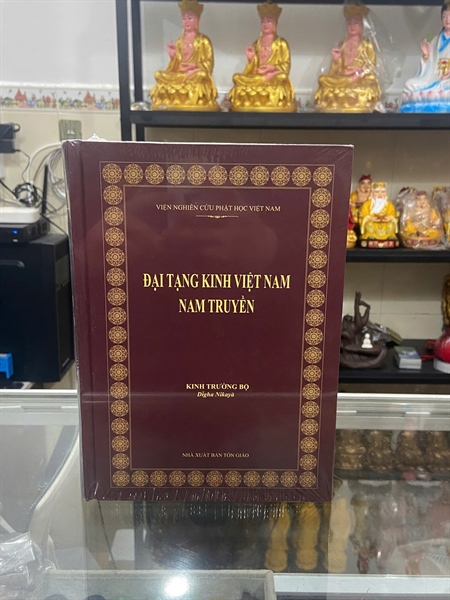 VIỆN NGHIÊN CỨU PHẬT HỌC VIỆT NAM
ĐẠI TẠNG KINH VIỆT NAM
NAM TRUYỀN
KINH TRƯỜNG BỘ
Dīgha Nikāyā
NHÀ XUẤT BẢN TÔN GIÁO